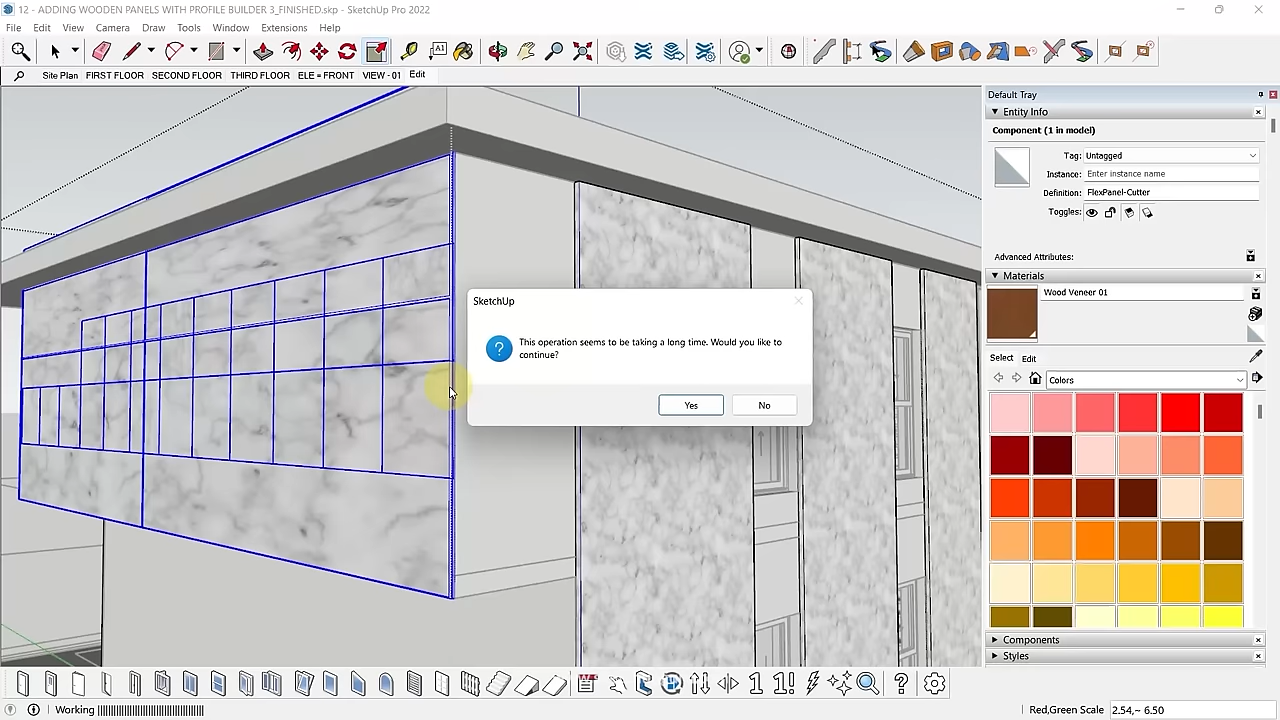 12 - ADDING WOODEN PANELS WITH PROFILE BUILDER 3_FINISHED.skp - SketchUp Pro 2022
File Edit View Camera Draw Tools Window Extensions Help
A1
Site Plan FIRST FLOOR SECOND FLOOR THIRD FLOOR ELE = FRONT VIEW - 01 Edit
Default Tray
Entity Info
Component (1 in model)
Tag: Untagged
Instance: Enter instance name
Definition: FlexPanel-Cutter
Toggles:
Advanced Attributes:
Materials
Wood Veneer 01
Select Edit
Colors
SketchUp
This operation seems to be taking a long time. Would you like to
continue?
Yes No
Components
Styles
1 1! ?
Working
Red,Green Scale 2.54,~ 6.50